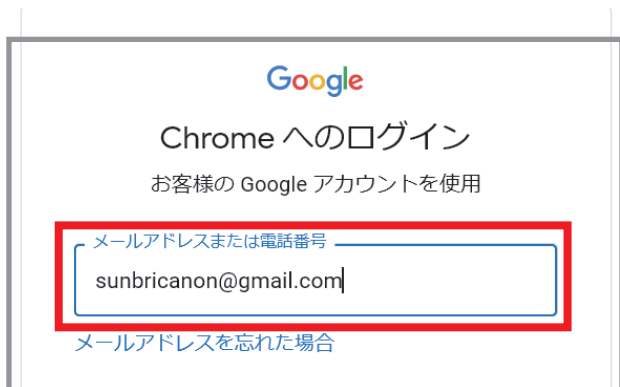 Google
Chrome へのログイン
お客様の Google アカウントを使用
メールアドレスまたは電話番号
sunbricanon@gmail.com
メールアドレスを忘れた場合